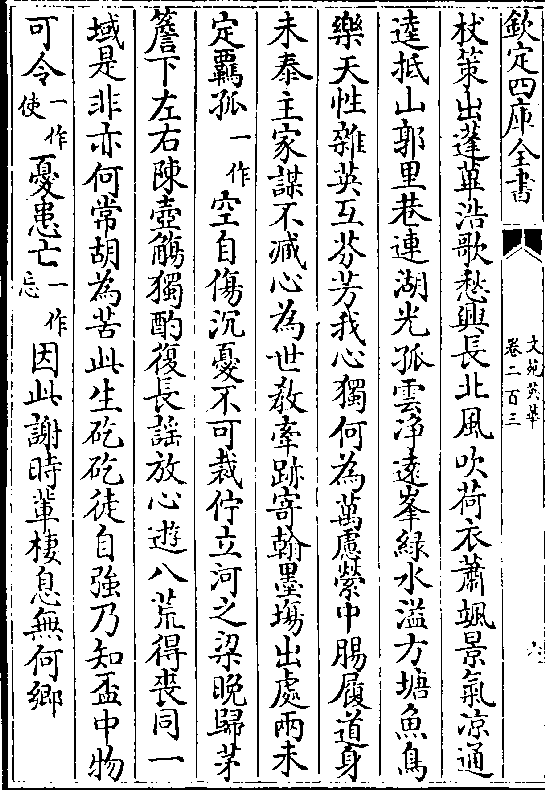 欽定四庫全書
文苑英華
卷二百三
杖策出蓬蓽浩歌愁興長北風吹荷衣蕭颯景氣凉通
逵抵山郭里巷連湖光孤雲淨遠峯綠水溢方塘魚鳥
樂天性雜英互芬芳我心獨何為萬慮縈中腸履道身
未泰主家謀不臧心為世教牽跡寄翰墨場出處兩未
定羈孤一作空自傷沉憂不可裁佇立河之梁晚歸茅
簷下左右陳壺觴獨酌復長謡放心遊八荒得喪同一
域是非亦何常胡為苦此生矻矻徒自強乃知盃中物
可令一作使憂患亡一作忘因此謝時輩棲息無何鄉